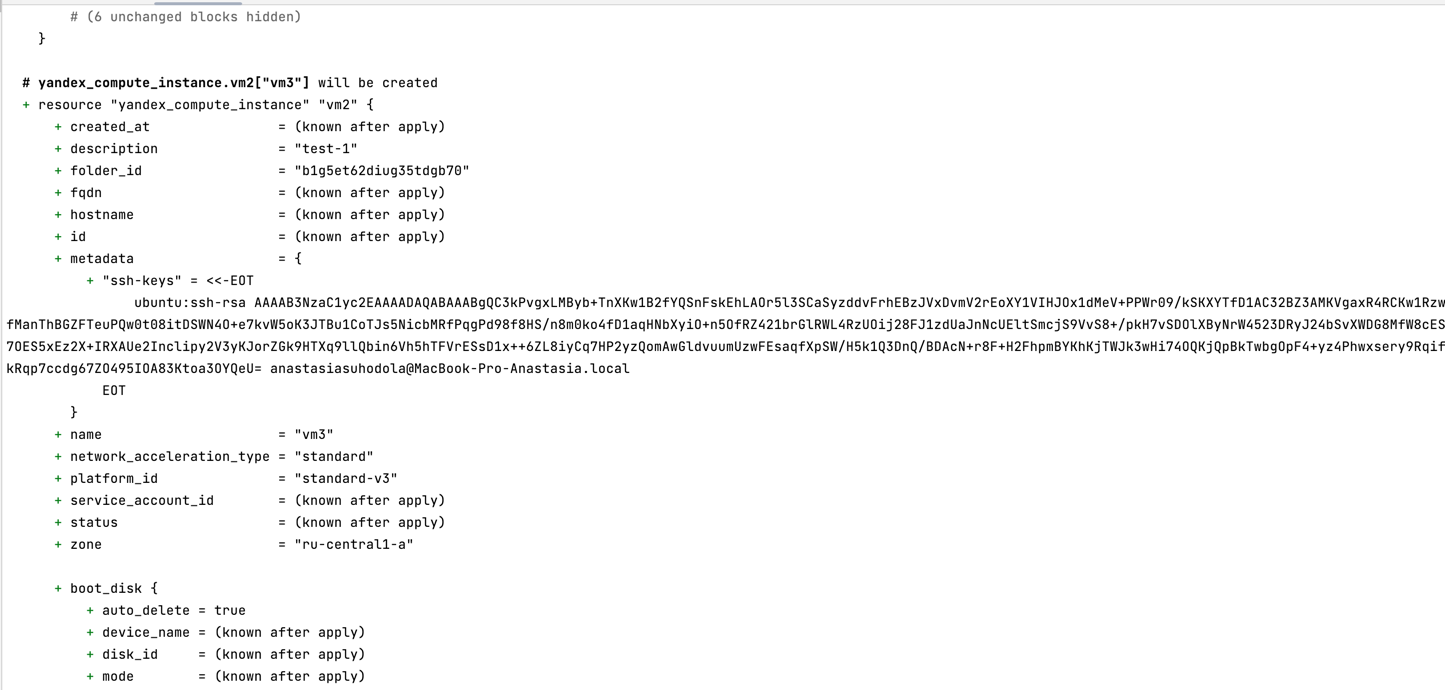 # (6 unchanged blocks hidden)
}
# yandex_compute_instance.vm2["vm3"] will be created
+ resource "yandex_compute_instance" "vm2" {
+ created_at = (known after apply)
+ description = "test-1"
+ folder_id = "b1g5et62diug35tdgb70"
+ fqdn = (known after apply)
+ hostname = (known after apply)
+ id = (known after apply)
+ metadata = {
+ "ssh-keys" = <<-EOT
ubuntu:ssh-rsa AAAAB3NzaC1yc2EAAAADAQABAAABgQC3kPvgxLMByb+TnXKw1B2fYQSnFskEhLAOr5l3SCaSyzddvFrhEBzJVxDvmV2rEoXY1VIHJOx1dMeV+PPWr09/kSKXYTfD1AC32BZ3AMKVgaxR4RCKw1Rzw
fManThBGZFTeuPQw0t08itDSWN4O+e7kvW5oK3JTBu1CoTJs5NicbMRfPqgPd98f8HS/n8m0ko4fD1aqHNbXyiO+n5OfRZ421brGlRWL4RzUOij28FJ1zdUaJnNcUEltSmcjS9VvS8+/pkH7vSDOlXByNrW4523DRyJ24bSvXWDG8MfW8cES
7OES5xEz2X+IRXAUe2Inclipy2V3yKJorZGk9HTXq9llQbin6Vh5hTFVrESsD1x++6ZL8iyCq7HP2yzQomAwGldvuumUzwFEsaqfXpSW/H5k1Q3DnQ/BDAcN+r8F+H2FhpmBYKhKjTWJk3wHi74OQKjQpBkTwbgOpF4+yz4Phwxsery9Rqif
kRqp7ccdg67ZO495IOA83Ktoa3OYQeU= anastasiasuhodola@MacBook-Pro-Anastasia.local
EOT
}
+ name = "vm3"
+ network_acceleration_type = "standard"
+ platform_id = "standard-v3"
+ service_account_id = (known after apply)
+ status = (known after apply)
+ zone = "ru-central1-a"
+ boot_disk {
+ auto_delete = true
+ device_name = (known after apply)
+ disk_id = (known after apply)
+ mode = (known after apply)